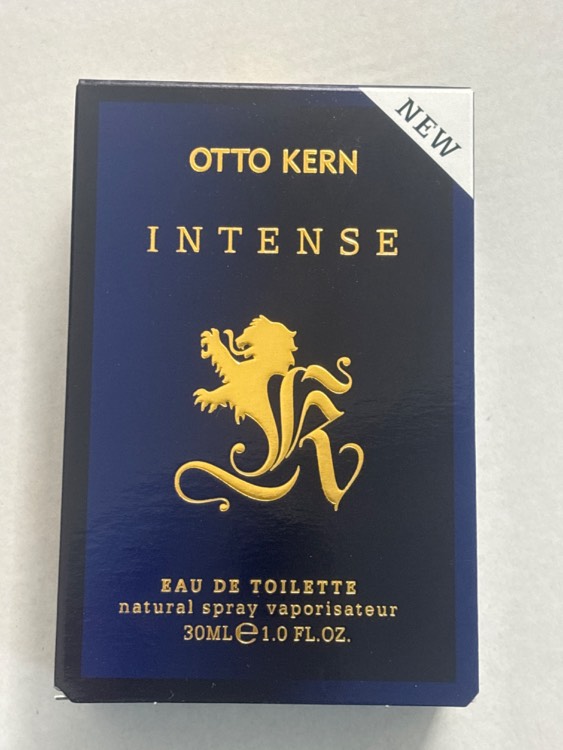 NEW
OTTO KERN
INTENSE
EAU DE TOILETTE
natural spray vaporisateur
30ML℮1.0 FL.OZ.